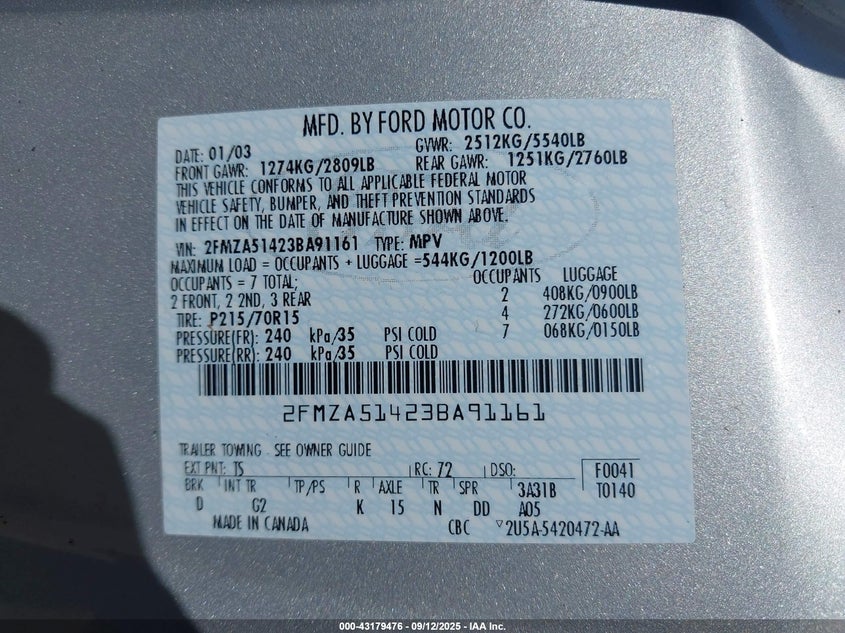 MFD. BY FORD MOTOR CO.
DATE: 01/03 GVWR: 2512KG/5540LB
FRONT GAWR: 1274KG/2809LB REAR GAWR: 1251KG/2760LB
THIS VEHICLE CONFORMS TO ALL APPLICABLE FEDERAL MOTOR
VEHICLE SAFETY, BUMPER, AND THEFT PREVENTION STANDARDS
IN EFFECT ON THE DATE OF MANUFACTURE SHOWN ABOVE.
VIN: 2FMZA51423BA91161 TYPE: MPV
MAXIMUM LOAD = OCCUPANTS + LUGGAGE =544KG/1200LB
OCCUPANTS = 7 TOTAL; OCCUPANTS LUGGAGE
2 FRONT, 2 2ND, 3 REAR 2 408KG/0900LB
TIRE: P215/70R15 4 272KG/0600LB
PRESSURE(FR): 240 kPa/35 PSI COLD 7 068KG/0150LB
PRESSURE(RR): 240 kPa/35 PSI COLD
2FMZA51423BA91161
TRAILER TOWING - SEE OWNER GUIDE
EXT PNT: TS RC: 72 DSO: F0041
BRK INT TR TP/PS R AXLE TR SPR 3A31B T0140
D G2 K 15 N DD A05
MADE IN CANADA CBC ▽2U5A-5420472-AA
000-43179476 - 09/12/2025 - IAA Inc.